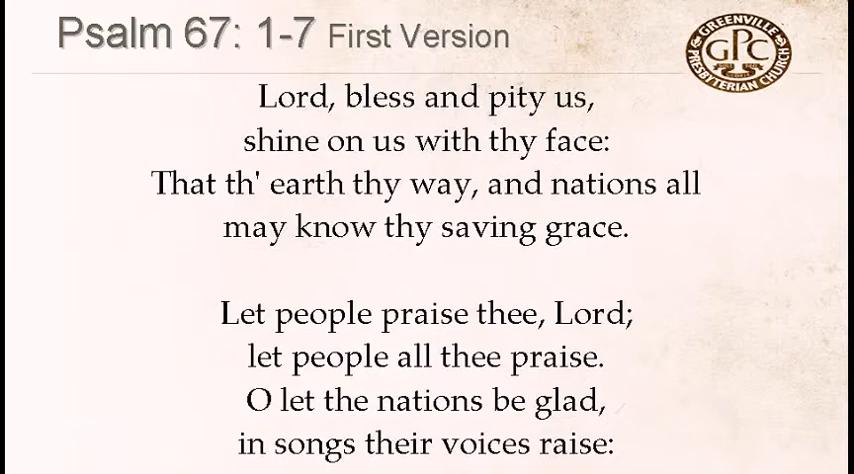 Psalm 67: 1-7 First Version
GREENVILLE
GPC
PRESBYTERIAN CHURCH
Lord, bless and pity us,
shine on us with thy face:
That th' earth thy way, and nations all
may know thy saving grace.
Let people praise thee, Lord;
let people all thee praise.
O let the nations be glad,
in songs their voices raise: